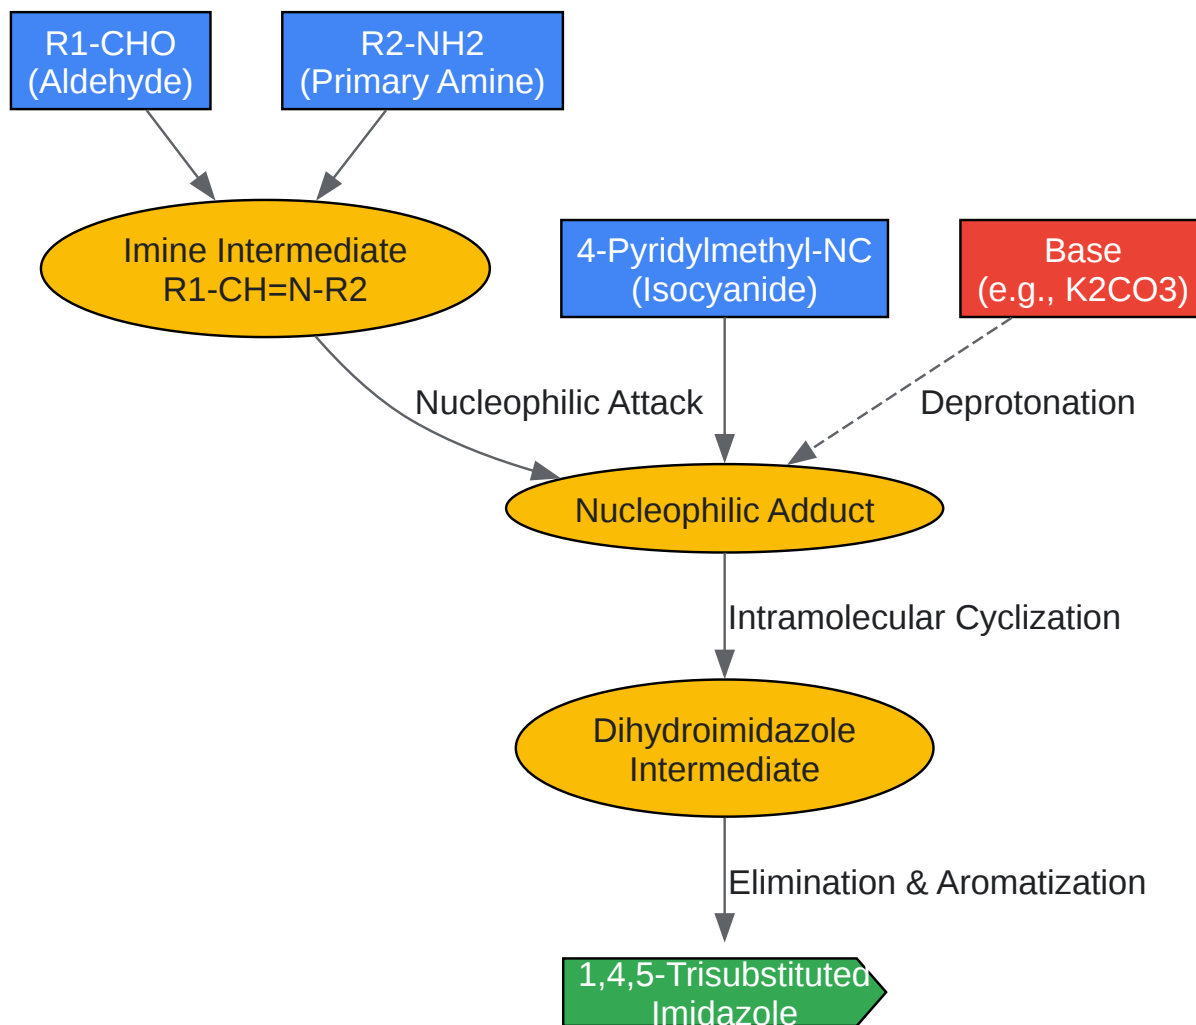 R1-CHO
(Aldehyde)
R2-NH2
(Primary Amine)
Imine Intermediate
R1-CH=N-R2
4-Pyridylmethyl-NC
(Isocyanide)
Base
(e.g., K2CO3)
Nucleophilic Attack
Deprotonation
Nucleophilic Adduct
Intramolecular Cyclization
Dihydroimidazole
Intermediate
Elimination & Aromatization
1,4,5-Trisubstituted
Imidazole